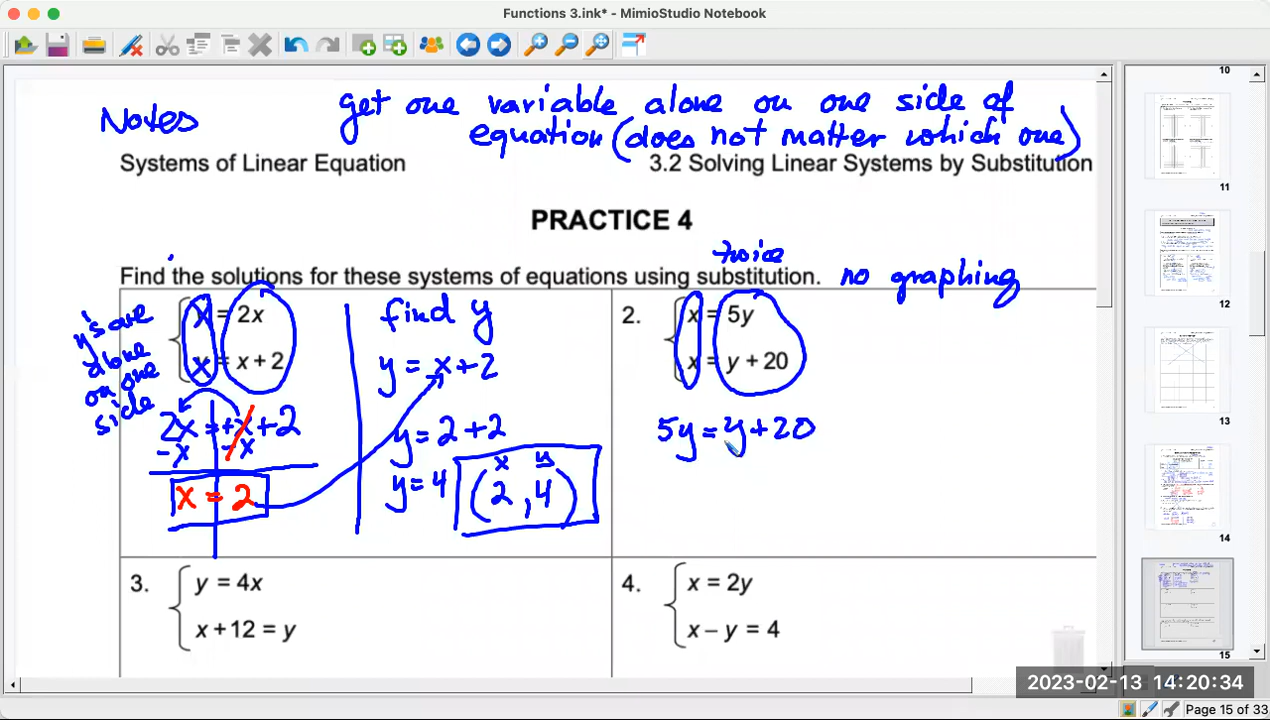 Functions 3.ink* - MimioStudio Notebook
Notes
get one variable alone on one side of
equation (does not matter which one)
Systems of Linear Equation
3.2 Solving Linear Systems by Substitution
PRACTICE 4
twice
Find the solutions for these systems of equations using substitution. no graphing
y's are
alone
on one
side
= 2x
= x + 2
2x = +x + 2
-x -x
x = 2
find y
y = x + 2
y = 2 + 2
y = 4
x y
(2, 4)
2.
x = 5y
x = y + 20
5y = y + 20
3.
y = 4x
x + 12 = y
4.
x = 2y
x – y = 4
10
11
12
13
14
15
2023-02-13 14:20:34
Page 15 of 33